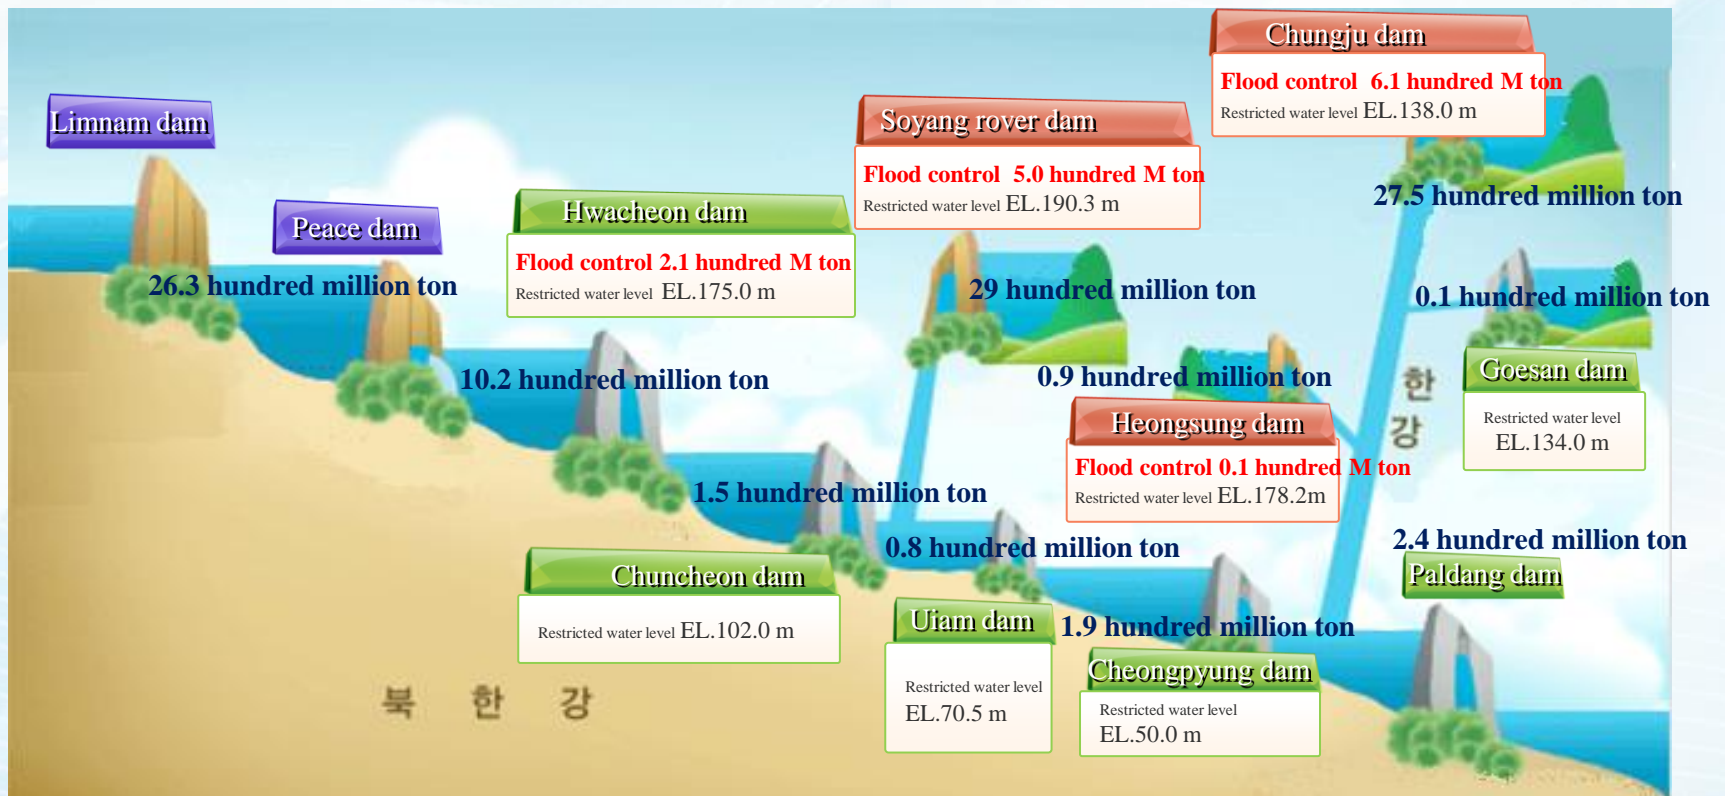 Chungju dam
Flood control 6.1 hundred M ton
Restricted water level EL.138.0 m
27.5 hundred million ton
Limnam dam
26.3 hundred million ton
Peace dam
10.2 hundred million ton
Hwacheon dam
Flood control 2.1 hundred M ton
Restricted water level EL.175.0 m
1.5 hundred million ton
Soyang rover dam
Flood control 5.0 hundred M ton
Restricted water level EL.190.3 m
29 hundred million ton
0.1 hundred million ton
Goesan dam
Restricted water level
EL.134.0 m
0.9 hundred million ton
Heongsung dam
Flood control 0.1 hundred M ton
Restricted water level EL.178.2m
한
강
Chuncheon dam
Restricted water level EL.102.0 m
0.8 hundred million ton
Uiam dam
Restricted water level
EL.70.5 m
1.9 hundred million ton
Cheongpyung dam
Restricted water level
EL.50.0 m
2.4 hundred million ton
Paldang dam
북 한 강